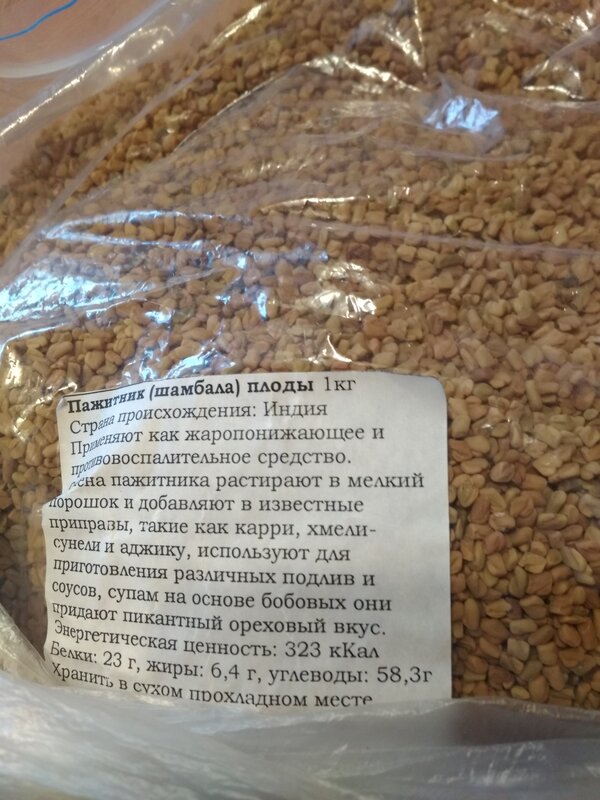 Пажитник (шамбала) плоды 1кг
Страна происхождения: Индия
Применяют как жаропонижающее и
противовоспалительное средство.
пажитника растирают в мелкий
порошок и добавляют в известные
приправы, такие как карри, хмели-
сунели и аджику, используют для
приготовления различных подлив и
соусов, супам на основе бобовых они
придают пикантный ореховый вкус.
Энергетическая ценность: 323 кКал
Белки: 23 г, жиры: 6,4 г, углеводы: 58,3г
Хранить в сухом прохладном месте